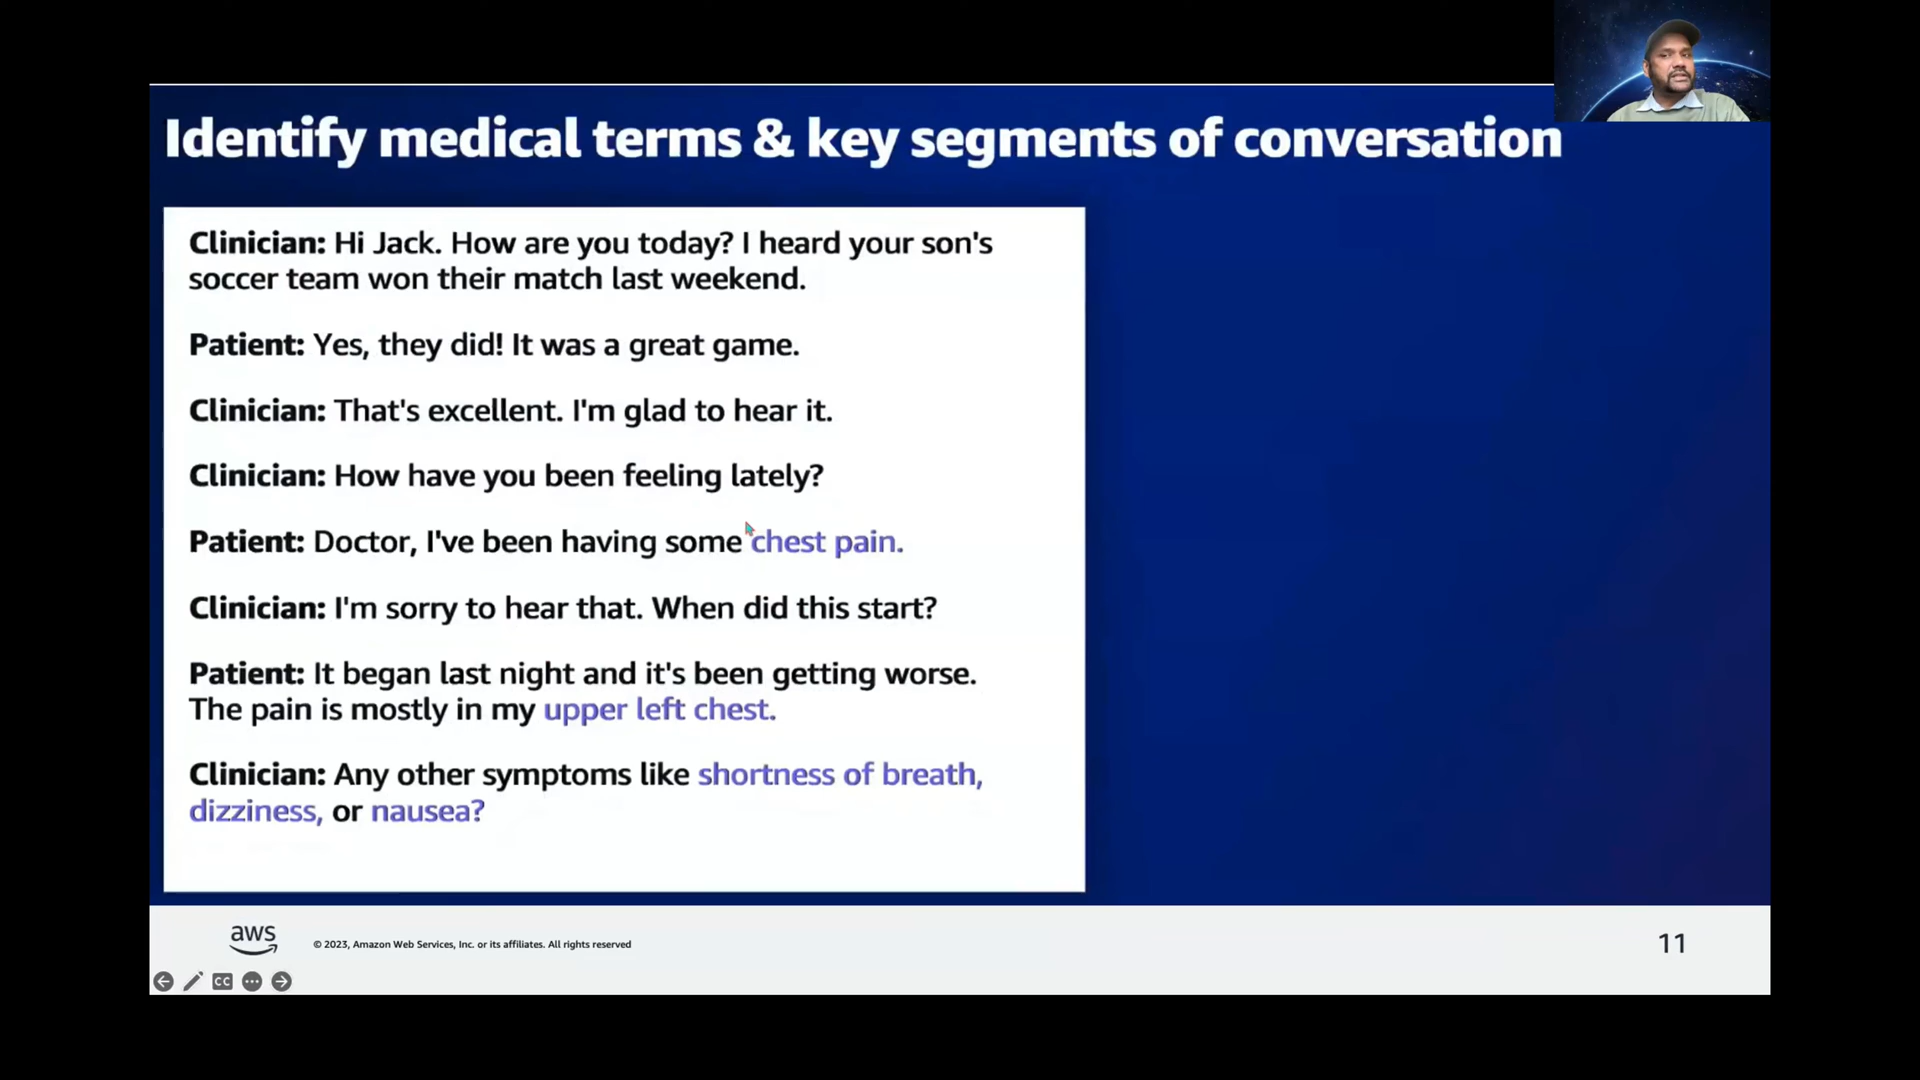 Identify medical terms & key segments of conversation
Clinician: Hi Jack. How are you today? I heard your son's
soccer team won their match last weekend.
Patient: Yes, they did! It was a great game.
Clinician: That's excellent. I'm glad to hear it.
Clinician: How have you been feeling lately?
Patient: Doctor, I've been having some chest pain.
Clinician: I'm sorry to hear that. When did this start?
Patient: It began last night and it's been getting worse.
The pain is mostly in my upper left chest.
Clinician: Any other symptoms like shortness of breath,
dizziness, or nausea?
aws
© 2023, Amazon Web Services, Inc. or its affiliates. All rights reserved
11
CC